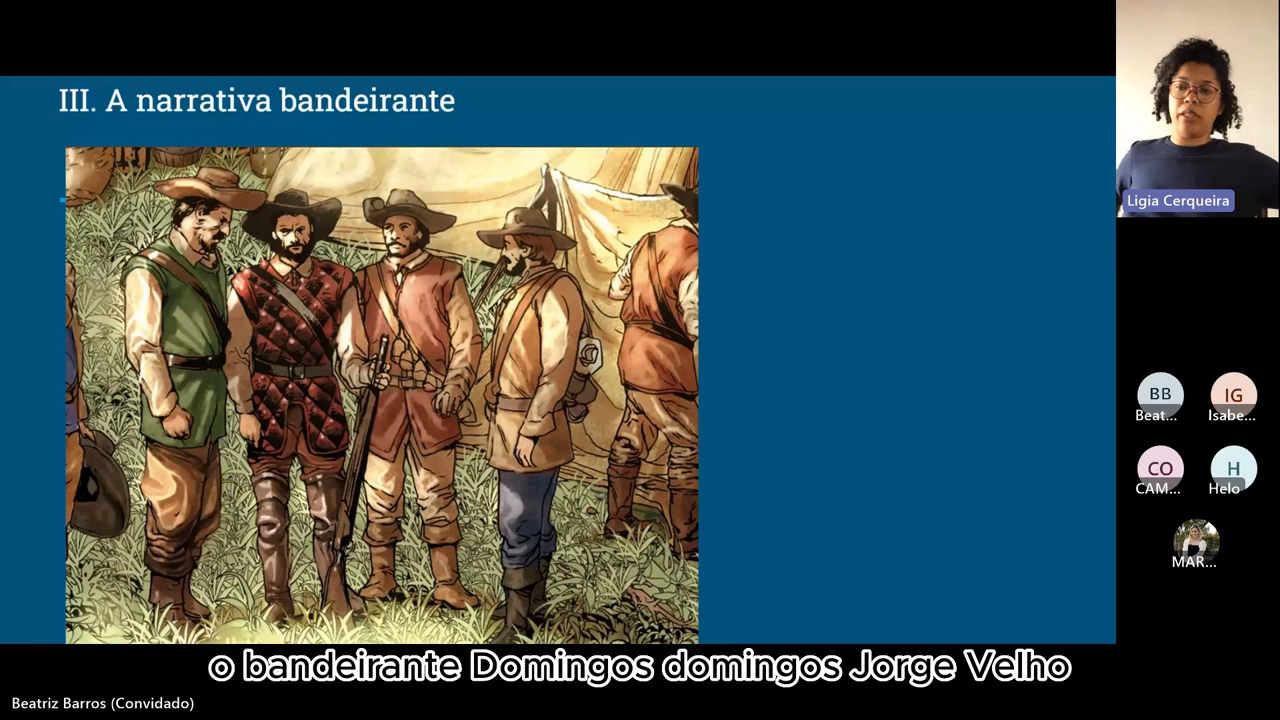 III. A narrativa bandeirante
Ligia Cerqueira
BB
Beat...
IG
Isabe...
CO
CAM...
H
Helo
MAR...
o bandeirante Domingos domingos Jorge Velho
Beatriz Barros (Convidado)